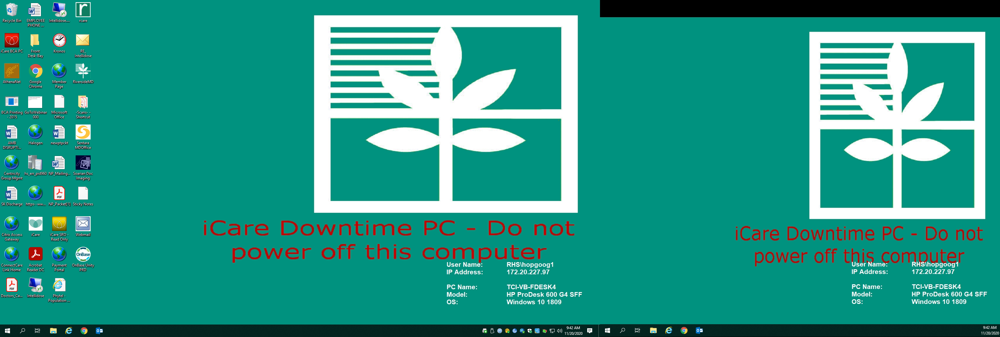 Recycle Bin
EMPLOYEE
PHONE ...
Intellidose....
r
rcare
iCare BCA PC
Front
Desk-Bay
Kronos
RE_
Intellidose
AthenaNet
Google
Chrome
Member
Page
RiversideMD
BCA Printing
- 2015
GoToWebinar
000
Microsoft
Office
-Scans- -
Shortcut
AMB
DISRUPTI...
Halogen
newptpckt
Sentara
MDOffice
Centricity
Group Mgmt
hs_err_pid960
NP_Mailing...
Soarian Doc
Imaging
SK Discharge
https--ww...
PDF
NP_Packet[1]
Sticky Notes
Citrix Access
Gateway
iCare
iCare SRO -
Read Only
Webmail
ConnectCare
Link Home
Acrobat
Reader DC
Payment
Portal
OnBase
OnBase Unity
PRD
PDF
Doctors_Ca...
Intellidose
Phytel -
Population ...
iCare Downtime PC - Do not
power off this computer
User Name: RHS\hopgoog1
IP Address: 172.20.227.97
PC Name: TCI-VB-FDESK4
Model: HP ProDesk 600 G4 SFF
OS: Windows 10 1809
9:42 AM
11/20/2020
iCare Downtime PC - Do not
power off this computer
User Name: RHS\hopgoog1
IP Address: 172.20.227.97
PC Name: TCI-VB-FDESK4
Model: HP ProDesk 600 G4 SFF
OS: Windows 10 1809
9:42 AM
11/20/2020